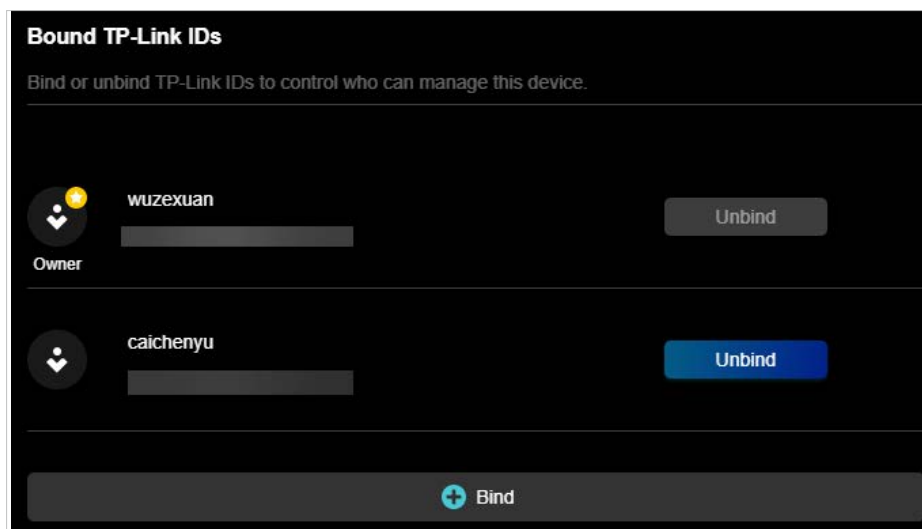 Bound TP-Link IDs
Bind or unbind TP-Link IDs to control who can manage this device.
wuzexuan
Unbind
Owner
caichenyu
Unbind
Bind